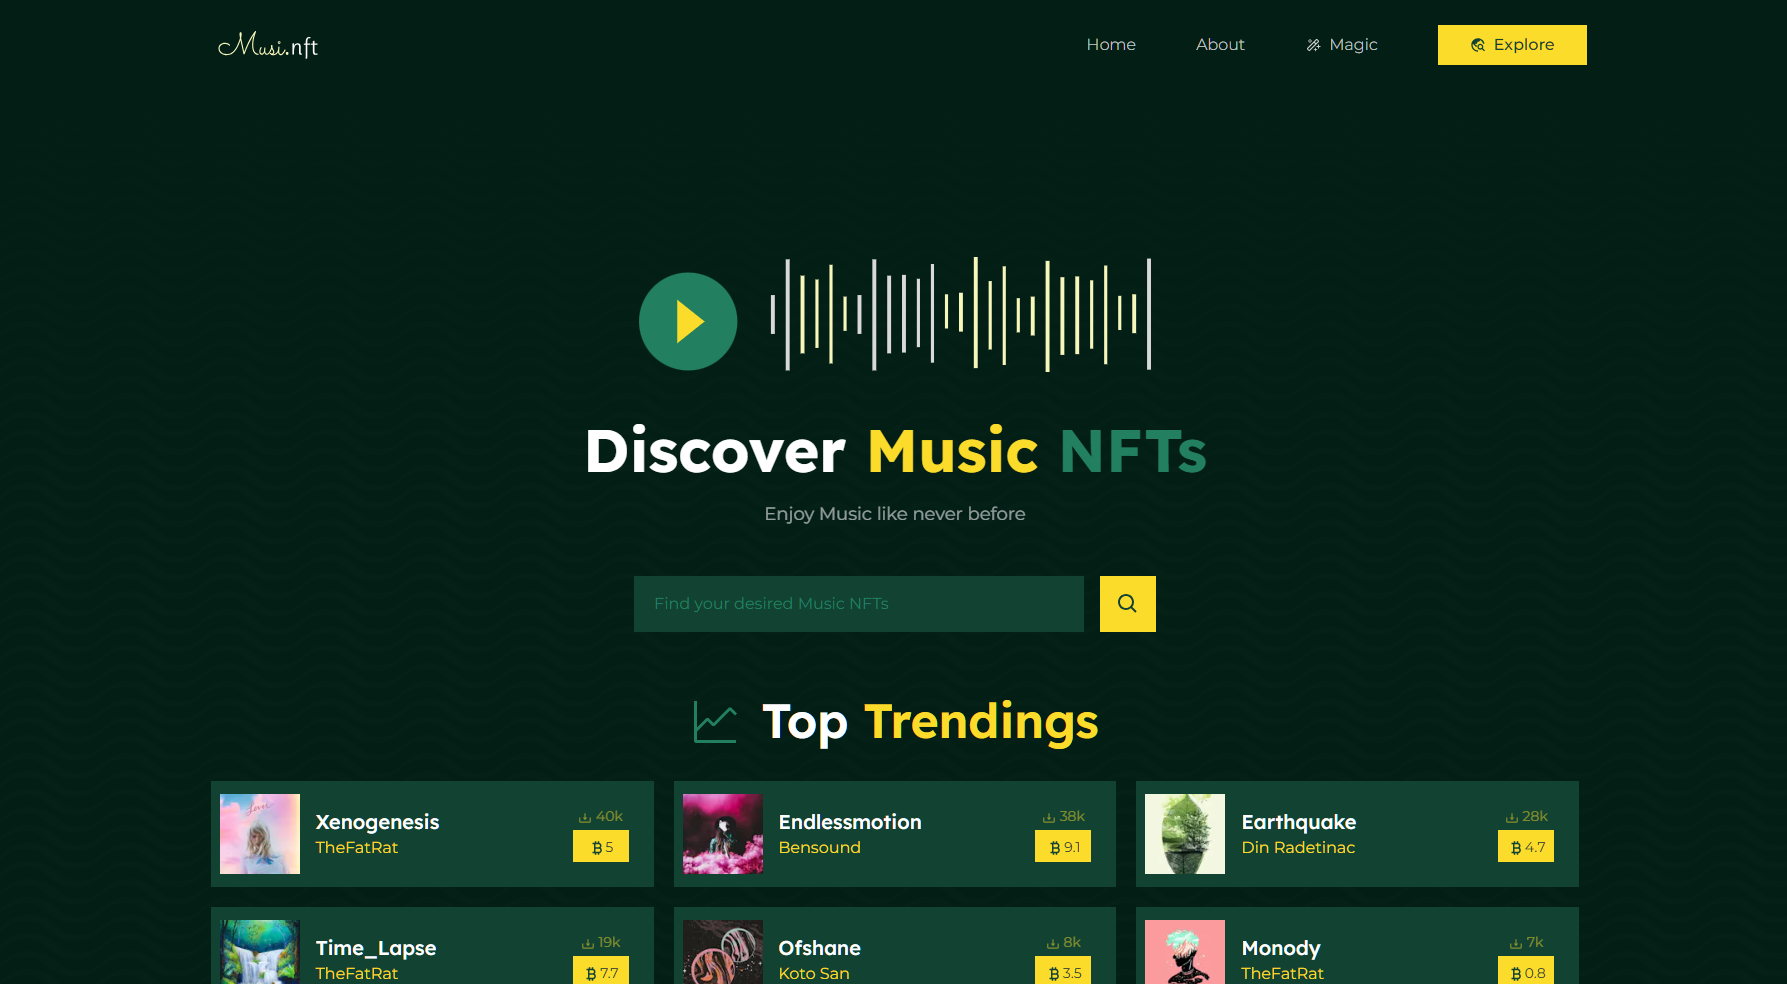 Musi.nft
Home
About
Magic
Explore
Discover Music NFTs
Enjoy Music like never before
Find your desired Music NFTs
Top Trendings
Lover
Xenogenesis
TheFatRat
40k
5
Endlessmotion
Bensound
38k
9.1
Earthquake
Din Radetinac
28k
4.7
Time_Lapse
TheFatRat
19k
7.7
Ofshane
Koto San
8k
3.5
Monody
TheFatRat
7k
0.8